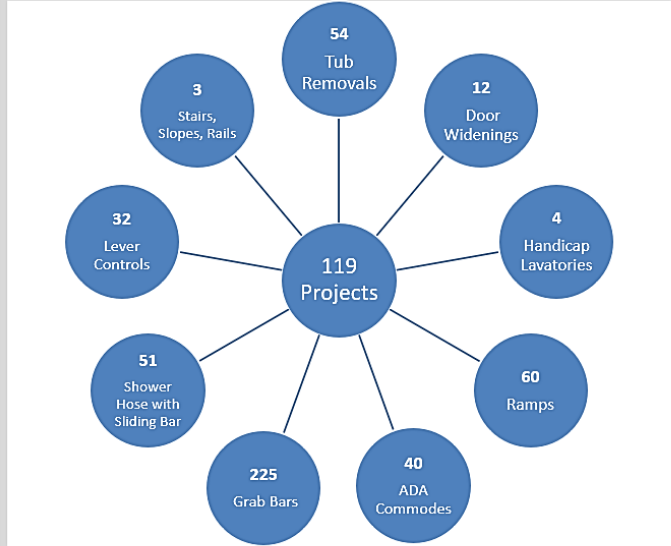 54
Tub
Removals
12
Door
Widenings
4
Handicap
Lavatories
60
Ramps
40
ADA
Commodes
225
Grab Bars
51
Shower
Hose with
Sliding Bar
32
Lever
Controls
3
Stairs,
Slopes, Rails
119
Projects